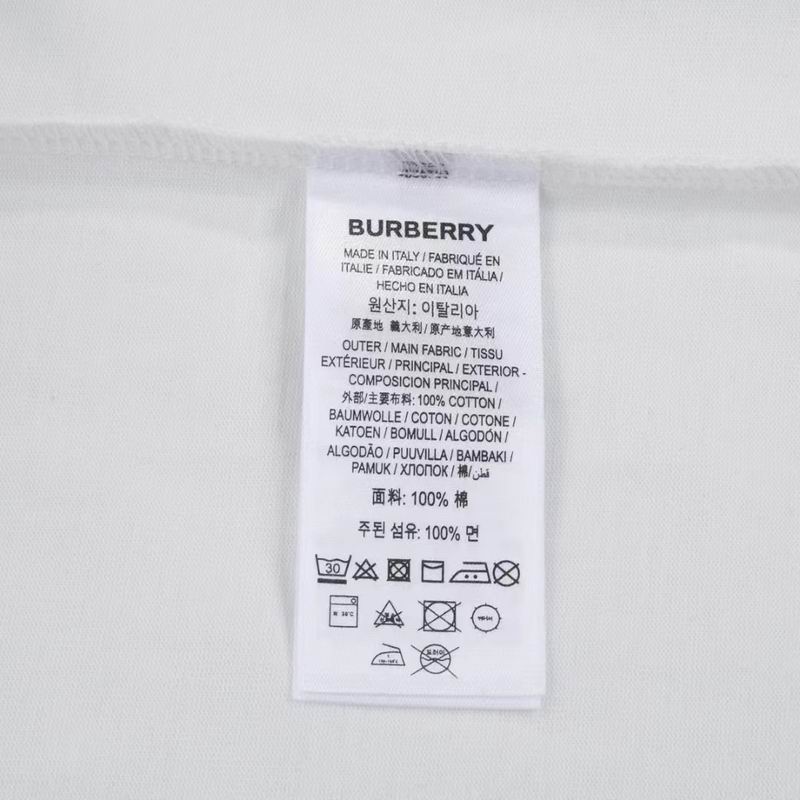 BURBERRY
MADE IN ITALY / FABRIQUÉ EN
ITALIE / FABRICADO EM ITÁLIA /
HECHO EN ITALIA
원산지: 이탈리아
原產地 義大利 / 原产地意大利
OUTER / MAIN FABRIC / TISSU
EXTÉRIEUR / PRINCIPAL / EXTERIOR -
COMPOSICION PRINCIPAL /
外部/主要布料: 100% COTTON /
BAUMWOLLE / COTON / COTONE /
KATOEN / BOMULL / ALGODÓN /
ALGODÃO / PUUVILLA / BAMBAKI /
PAMUK / ХЛОПОК / 棉/قطن
面料: 100% 棉
주된 섬유: 100% 면
30